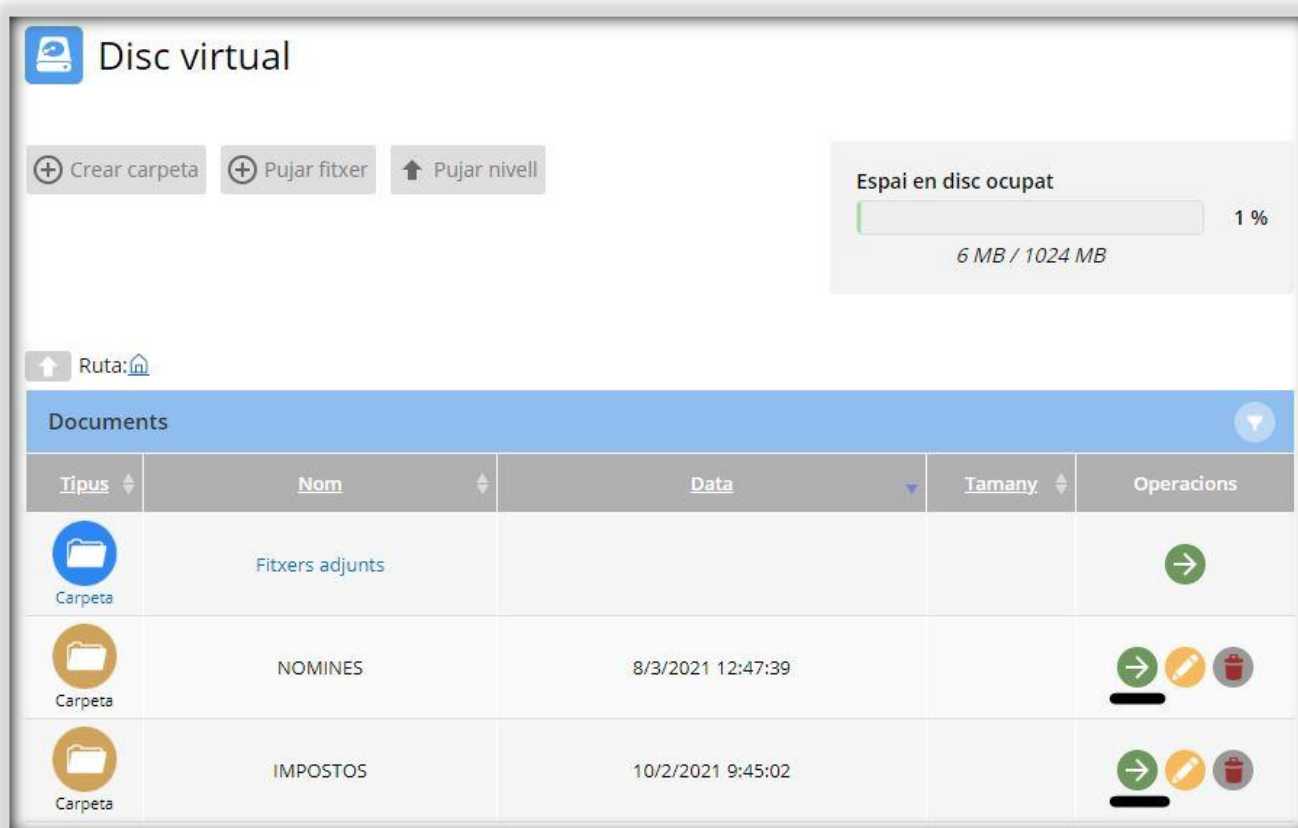 Disc virtual
Crear carpeta Pujar fitxer Pujar nivell
Espai en disc ocupat
1 %
6 MB / 1024 MB
Ruta:
Documents
Tipus Nom Data Tamany Operacions
Carpeta Fitxers adjunts
Carpeta NOMINES 8/3/2021 12:47:39
Carpeta IMPOSTOS 10/2/2021 9:45:02